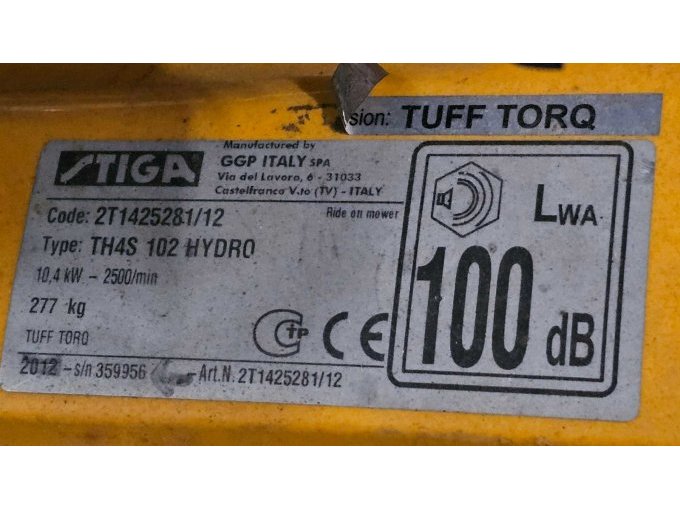 sion: TUFF TORQ
STIGA
Manufactured by
GGP ITALY SPA
Via del Lavoro, 6 - 31033
Castelfranco V.to (TV) - ITALY
Code: 2T1425281/12
Ride on mower
Type: TH4S 102 HYDRO
10,4 kW - 2500/min
277 kg
TUFF TORQ
CTP CE
2012 - s/n 359956 - Art.N. 2T1425281/12
LWA
100 dB